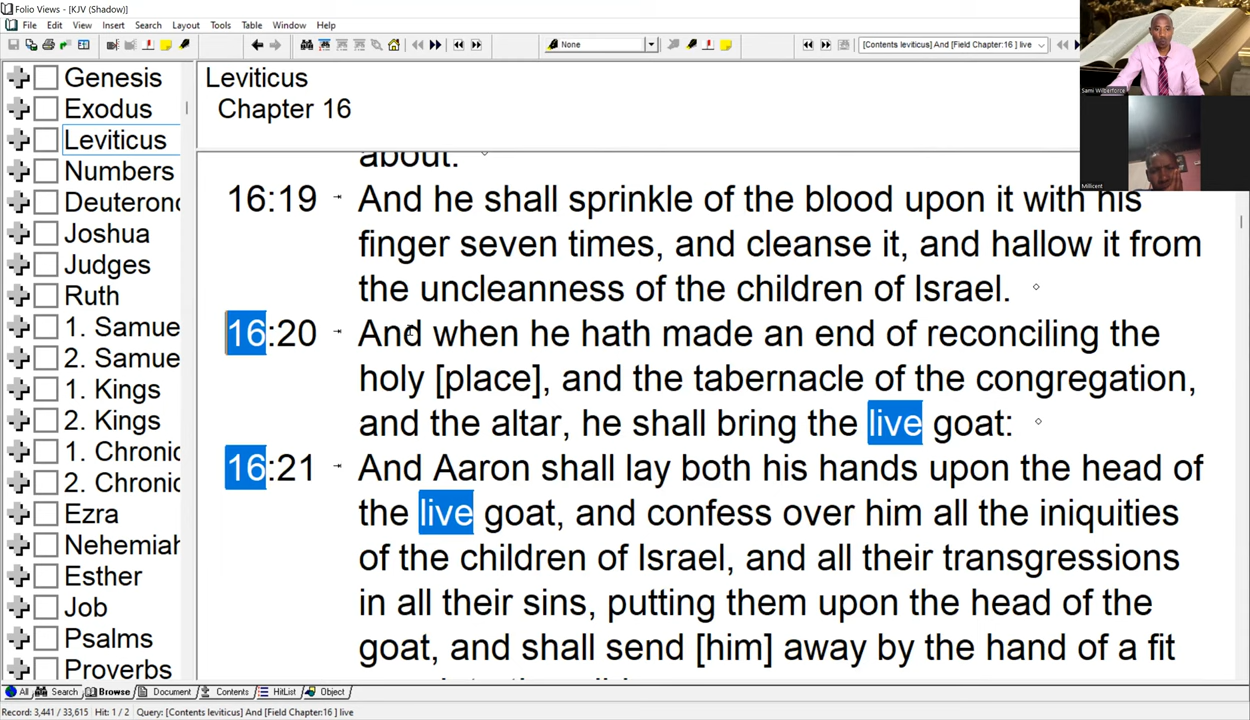 Folio Views - [KJV (Shadow)]
File Edit View Insert Search Layout Tools Table Window Help
None
[Contents leviticus] And [Field Chapter:16 ] live
Sami Wilberforce
Millicent
Genesis
Exodus
Leviticus
Numbers
Deuteron
Joshua
Judges
Ruth
1. Samue
2. Samue
1. Kings
2. Kings
1. Chronic
2. Chronic
Ezra
Nehemiah
Esther
Job
Psalms
Proverbs
Leviticus
Chapter 16
about.
16:19 And he shall sprinkle of the blood upon it with his
finger seven times, and cleanse it, and hallow it from
the uncleanness of the children of Israel.
16:20 And when he hath made an end of reconciling the
holy [place], and the tabernacle of the congregation,
and the altar, he shall bring the live goat:
16:21 And Aaron shall lay both his hands upon the head of
the live goat, and confess over him all the iniquities
of the children of Israel, and all their transgressions
in all their sins, putting them upon the head of the
goat, and shall send [him] away by the hand of a fit
All Search Browse Document Contents HitList Object
Record: 3,441 / 33,615 Hit: 1 / 2 Query: [Contents leviticus] And [Field Chapter:16 ] live